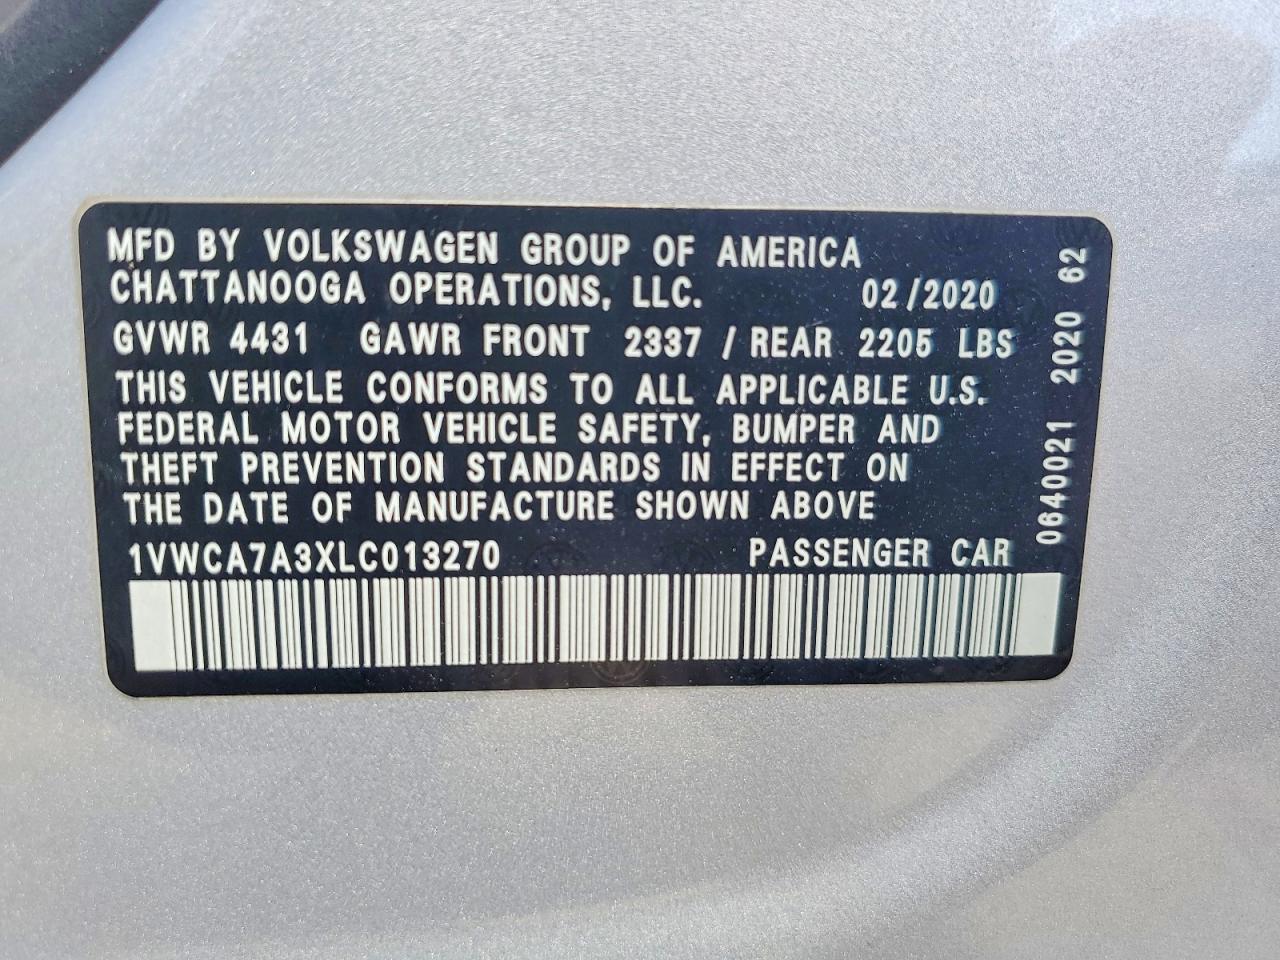 MFD BY VOLKSWAGEN GROUP OF AMERICA
CHATTANOOGA OPERATIONS, LLC. 02/2020
GVWR 4431 GAWR FRONT 2337 / REAR 2205 LBS
THIS VEHICLE CONFORMS TO ALL APPLICABLE U.S.
FEDERAL MOTOR VEHICLE SAFETY, BUMPER AND
THEFT PREVENTION STANDARDS IN EFFECT ON
THE DATE OF MANUFACTURE SHOWN ABOVE
1VWCA7A3XLC013270 PASSENGER CAR
0640021 2020 62